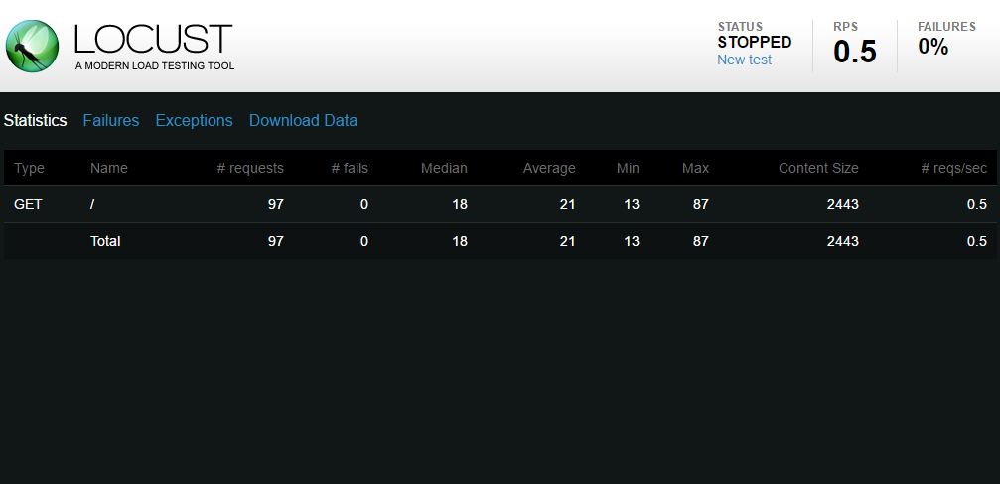 LOCUST
A MODERN LOAD TESTING TOOL
STATUS
STOPPED
New test
RPS
0.5
FAILURES
0%
Statistics Failures Exceptions Download Data
Type Name # requests # fails Median Average Min Max Content Size # reqs/sec
GET / 97 0 18 21 13 87 2443 0.5
Total 97 0 18 21 13 87 2443 0.5